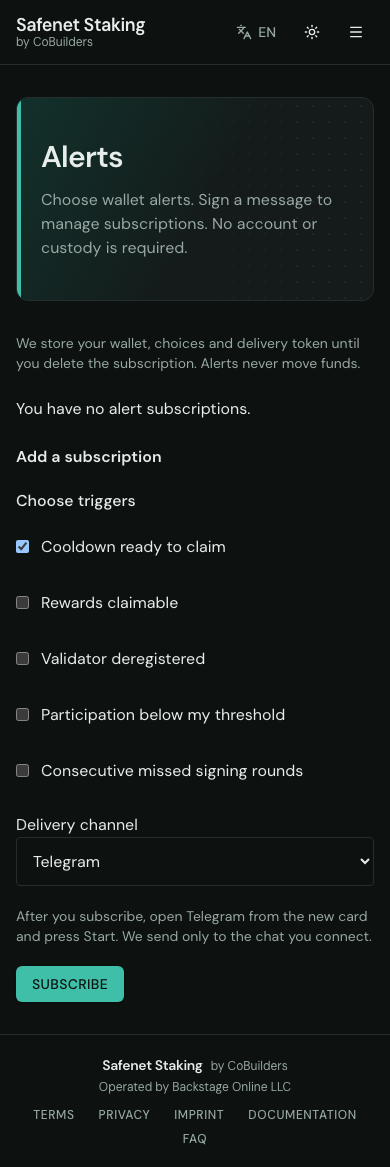 Safenet Staking
by CoBuilders
EN
Alerts
Choose wallet alerts. Sign a message to
manage subscriptions. No account or
custody is required.
We store your wallet, choices and delivery token until
you delete the subscription. Alerts never move funds.
You have no alert subscriptions.
Add a subscription
Choose triggers
Cooldown ready to claim
Rewards claimable
Validator deregistered
Participation below my threshold
Consecutive missed signing rounds
Delivery channel
Telegram
After you subscribe, open Telegram from the new card
and press Start. We send only to the chat you connect.
SUBSCRIBE
Safenet Staking by CoBuilders
Operated by Backstage Online LLC
TERMS PRIVACY IMPRINT DOCUMENTATION
FAQ